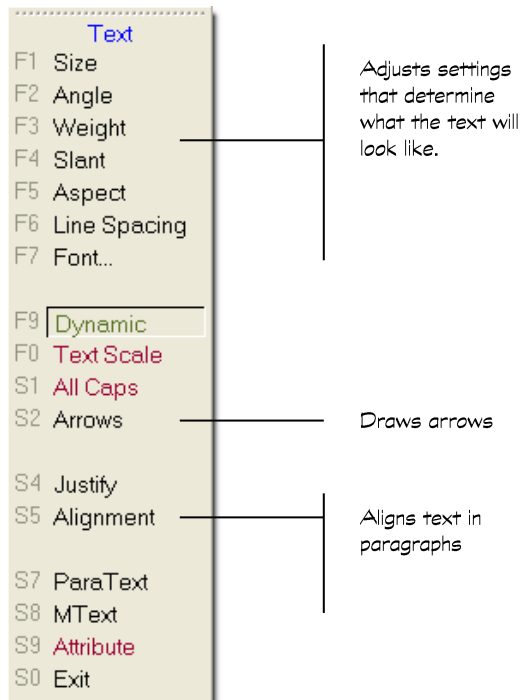 Text
F1 Size
F2 Angle
F3 Weight
F4 Slant
F5 Aspect
F6 Line Spacing
F7 Font...
F9 Dynamic
F0 Text Scale
S1 All Caps
S2 Arrows
S4 Justify
S5 Alignment
S7 ParaText
S8 MText
S9 Attribute
S0 Exit
Adjusts settings
that determine
what the text will
look like.
Draws arrows
Aligns text in
paragraphs